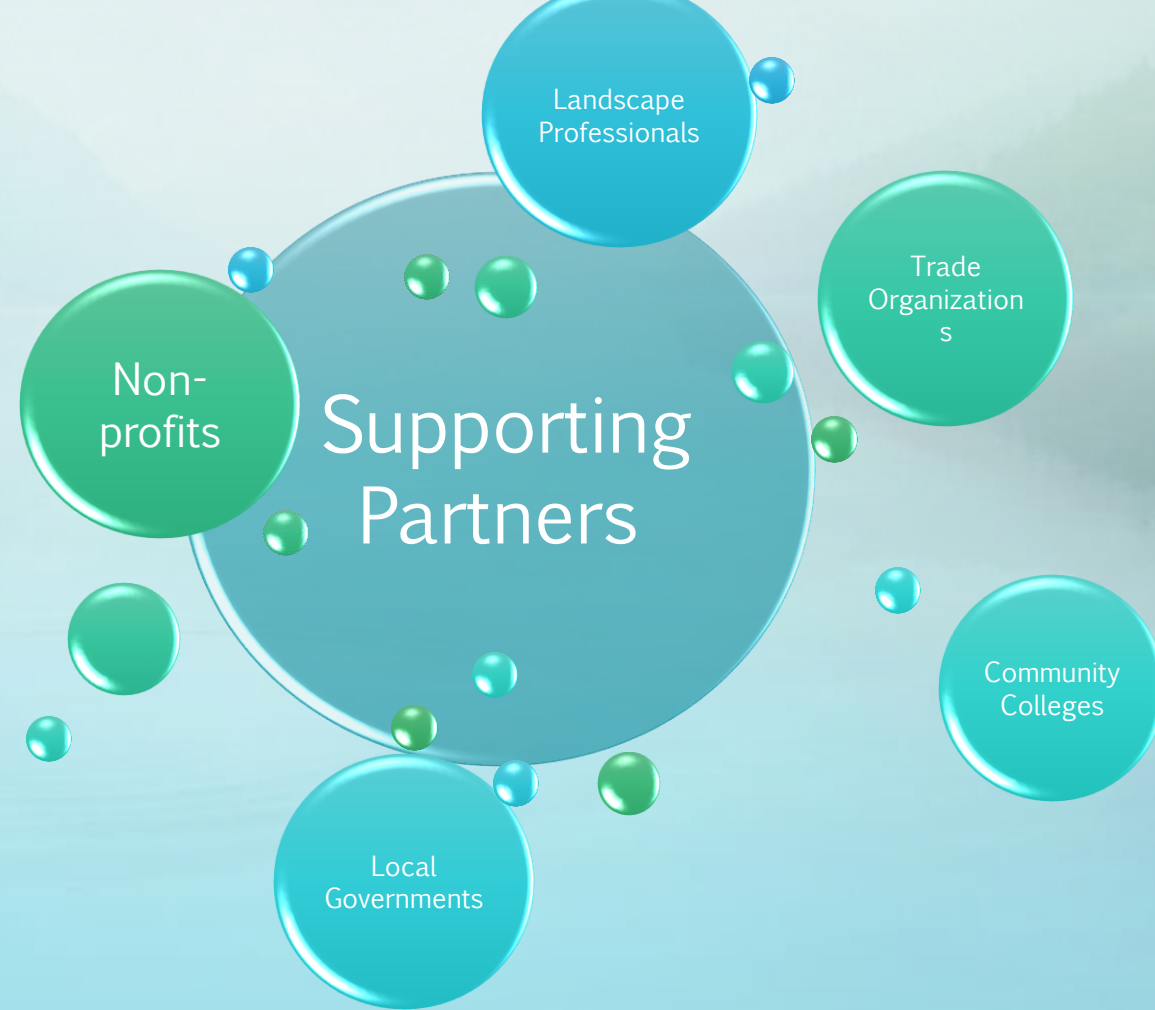 Landscape
Professionals
Trade
Organization
s
Non-
profits
Supporting
Partners
Community
Colleges
Local
Governments